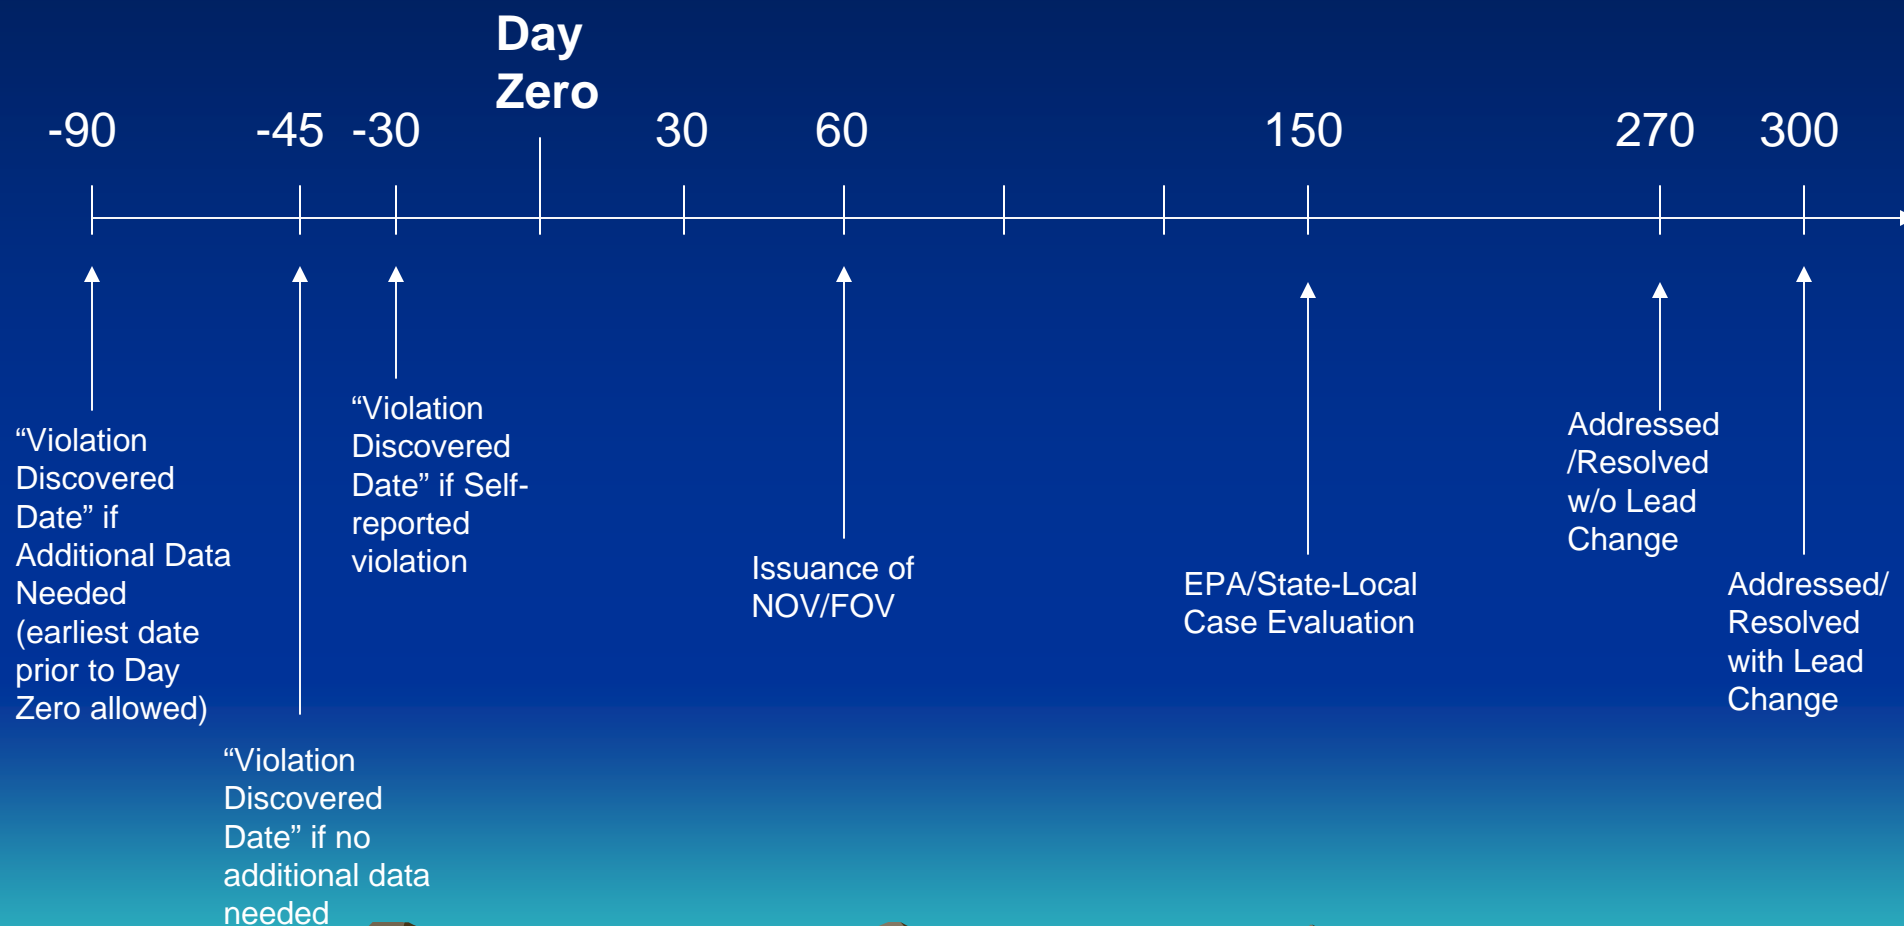 Day
Zero
-90
-45
-30
30
60
150
270
300
“Violation
Discovered
Date” if
Additional Data
Needed
(earliest date
prior to Day
Zero allowed)
“Violation
Discovered
Date” if no
additional data
needed
“Violation
Discovered
Date” if Self-
reported
violation
Issuance of
NOV/FOV
EPA/State-Local
Case Evaluation
Addressed
/Resolved
w/o Lead
Change
Addressed/
Resolved
with Lead
Change